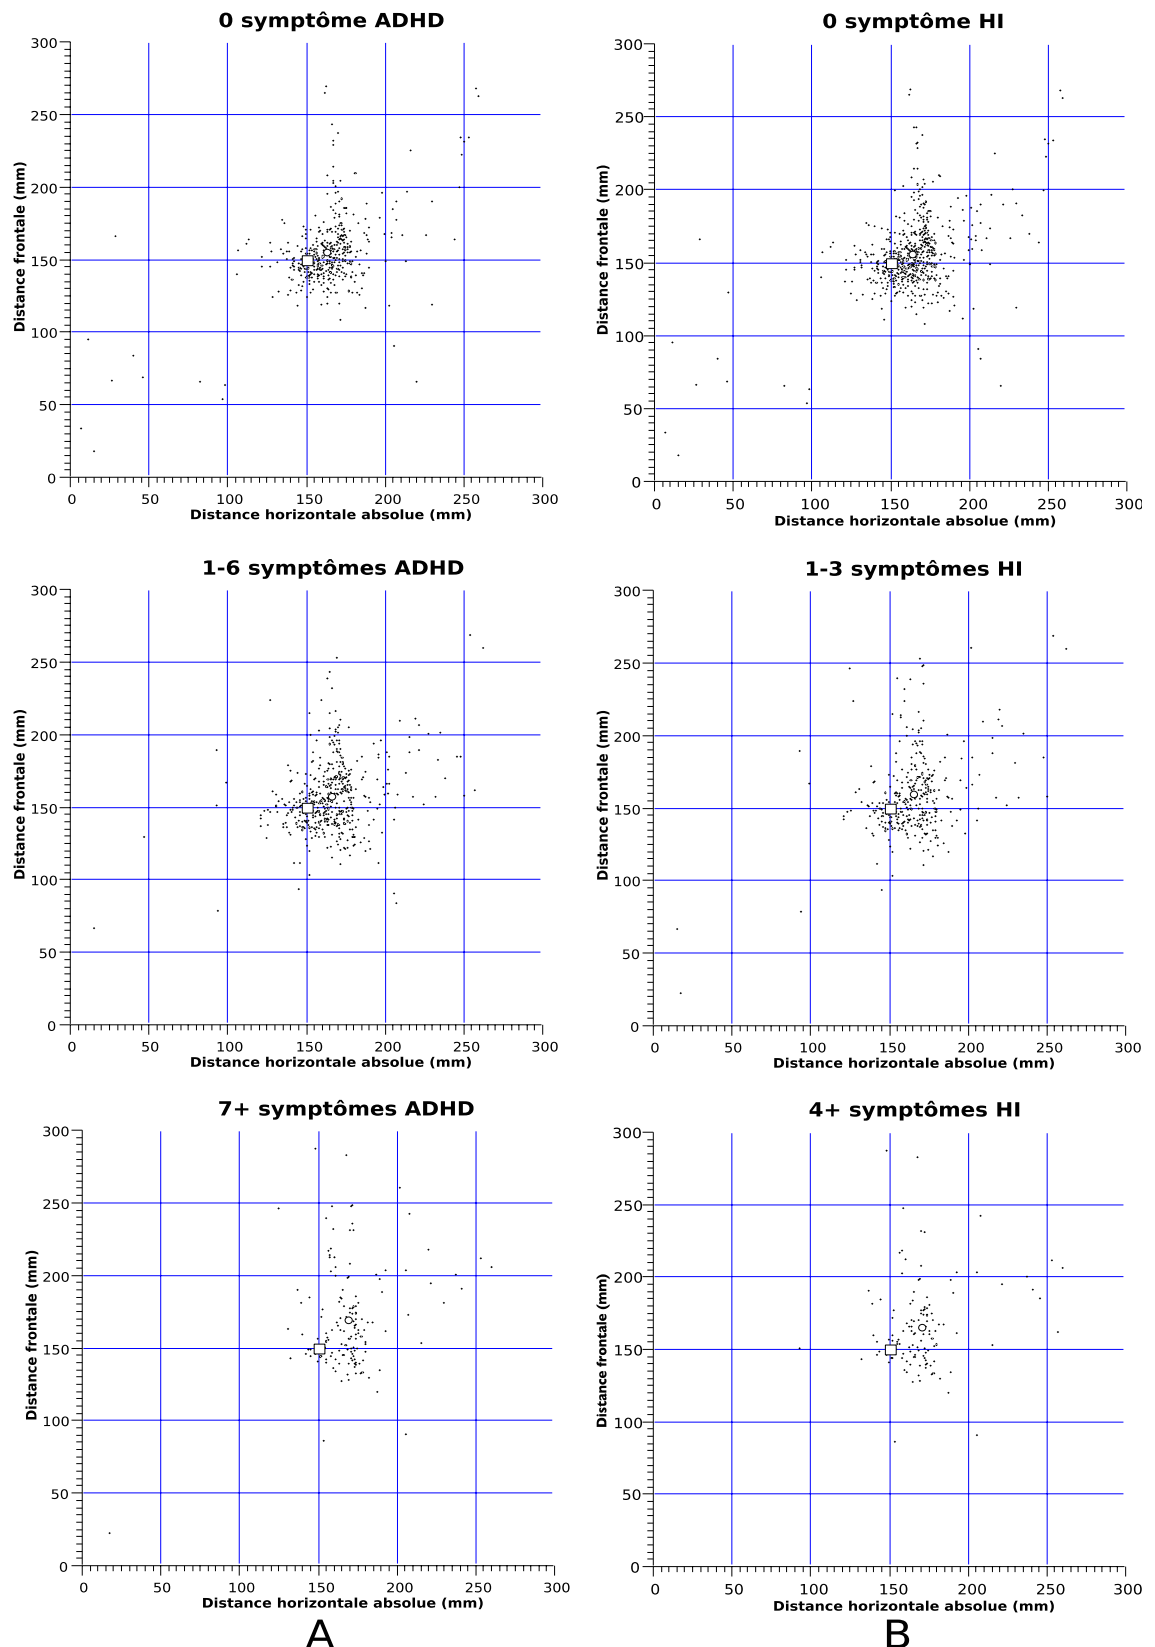 0 symptôme ADHD
300
250
200
150
100
50
0
Distance frontale (mm)
0 50 100 150 200 250 300
Distance horizontale absolue (mm)
0 symptôme HI
300
250
200
150
100
50
0
Distance frontale (mm)
0 50 100 150 200 250 300
Distance horizontale absolue (mm)
1-6 symptômes ADHD
300
250
200
150
100
50
0
Distance frontale (mm)
0 50 100 150 200 250 300
Distance horizontale absolue (mm)
1-3 symptômes HI
300
250
200
150
100
50
0
Distance frontale (mm)
0 50 100 150 200 250 300
Distance horizontale absolue (mm)
7+ symptômes ADHD
300
250
200
150
100
50
0
Distance frontale (mm)
0 50 100 150 200 250 300
Distance horizontale absolue (mm)
A
4+ symptômes HI
300
250
200
150
100
50
0
Distance frontale (mm)
0 50 100 150 200 250 300
Distance horizontale absolue (mm)
B